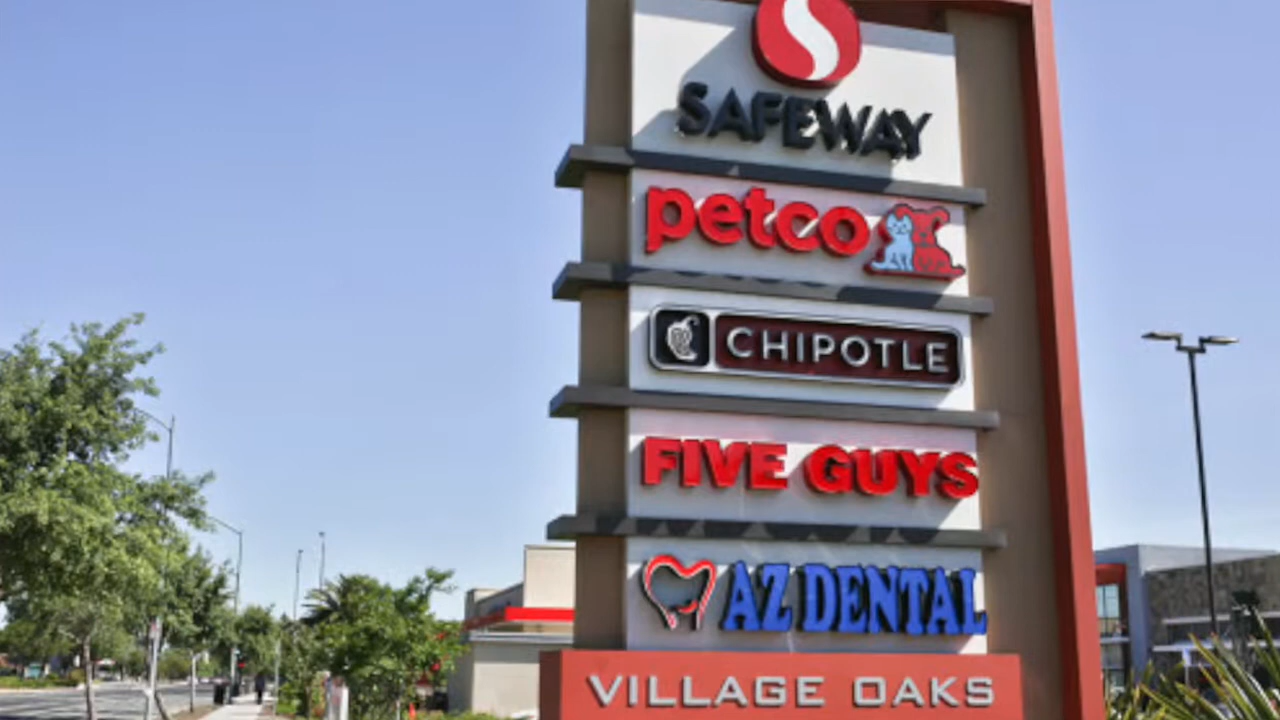 SAFEWAY
petco
CHIPOTLE
FIVE GUYS
AZ DENTAL
VILLAGE OAKS